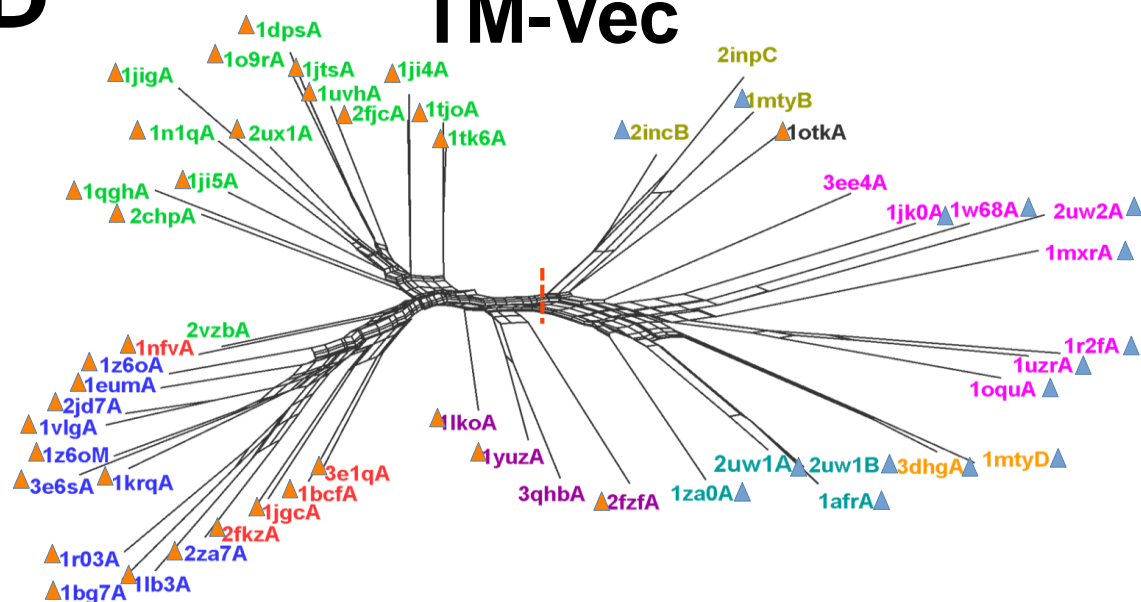 D
TM-Vec
1dpsA
1o9rA
1jtsA
1ji4A
1jigA
1uvhA
2fjcA
1tjoA
1n1qA
2ux1A
1tk6A
1qghA
1ji5A
2chpA
2inpC
1mtyB
2incB
1otkA
3ee4A
1jk0A
1w68A
2uw2A
1mxrA
2vzbA
1nfvA
1z6oA
1eumA
2jd7A
1vlgA
1z6oM
3e6sA
1krqA
3e1qA
1bcfA
1jgcA
2fkzA
2za7A
1r03A
1lb3A
1bg7A
1lkoA
1yuzA
3qhbA
2fzfA
1r2fA
1uzrA
1oquA
2uw1A
2uw1B
3dhgA
1mtyD
1za0A
1afrA